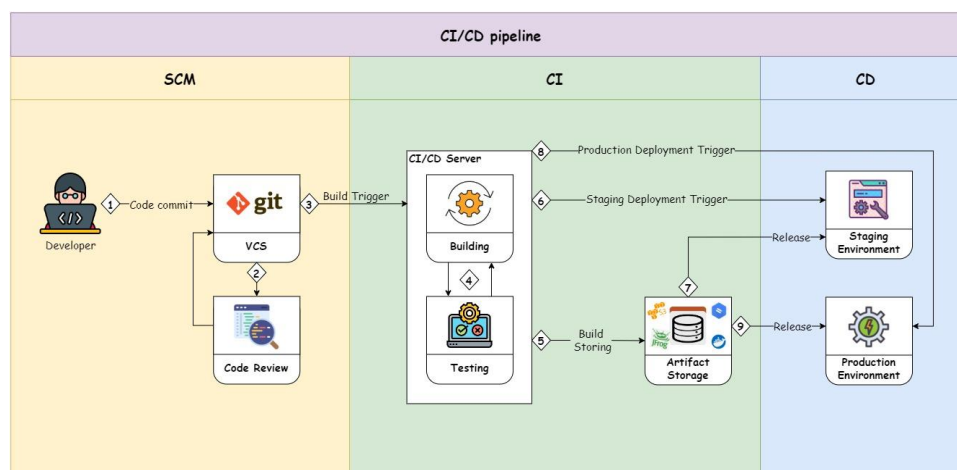 CI/CD pipeline
SCM
CI
CD
Developer
1
Code commit
git
VCS
2
Code Review
3
Build Trigger
CI/CD Server
Building
4
Testing
8
Production Deployment Trigger
6
Staging Deployment Trigger
5
Build
Storing
7
Release
S3
JFrog
Artifact
Storage
9
Release
Staging
Environment
Production
Environment